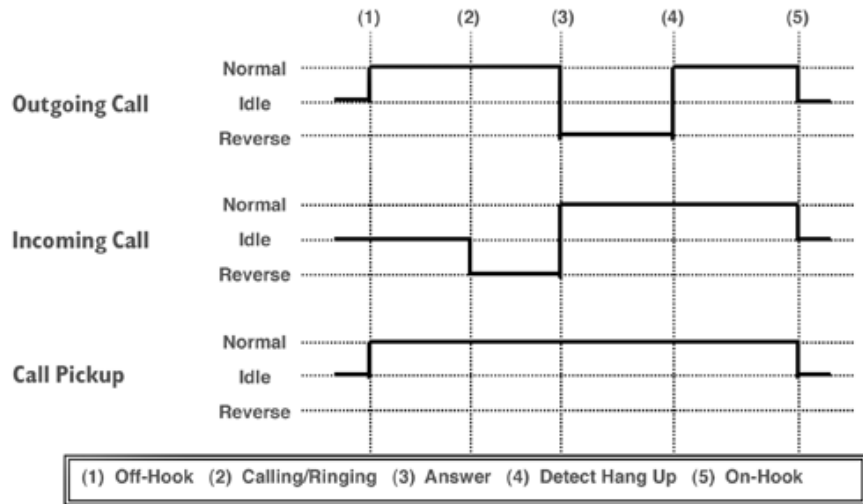 (1) (2) (3) (4) (5)
Normal
Outgoing Call
Idle
Reverse
Normal
Incoming Call
Idle
Reverse
Normal
Call Pickup
Idle
Reverse
(1) Off-Hook (2) Calling/Ringing (3) Answer (4) Detect Hang Up (5) On-Hook